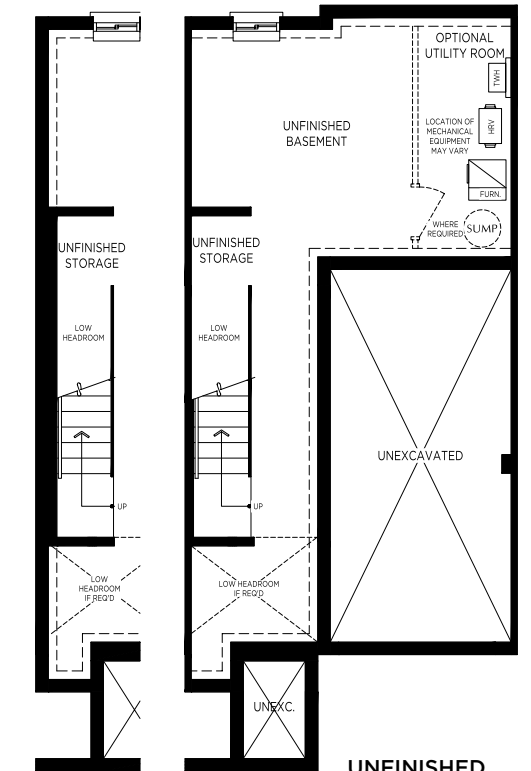 OPTIONAL
UTILITY ROOM
TWH
UNFINISHED
BASEMENT
LOCATION OF
MECHANICAL
EQUIPMENT
MAY VARY
HRV
FURN.
WHERE
REQUIRED
SUMP
UNFINISHED
STORAGE
UNFINISHED
STORAGE
LOW
HEADROOM
LOW
HEADROOM
UNEXCAVATED
UP
UP
LOW
HEADROOM
IF REQ'D
LOW HEADROOM
IF REQ'D
UNEXC.
UNFINISHED